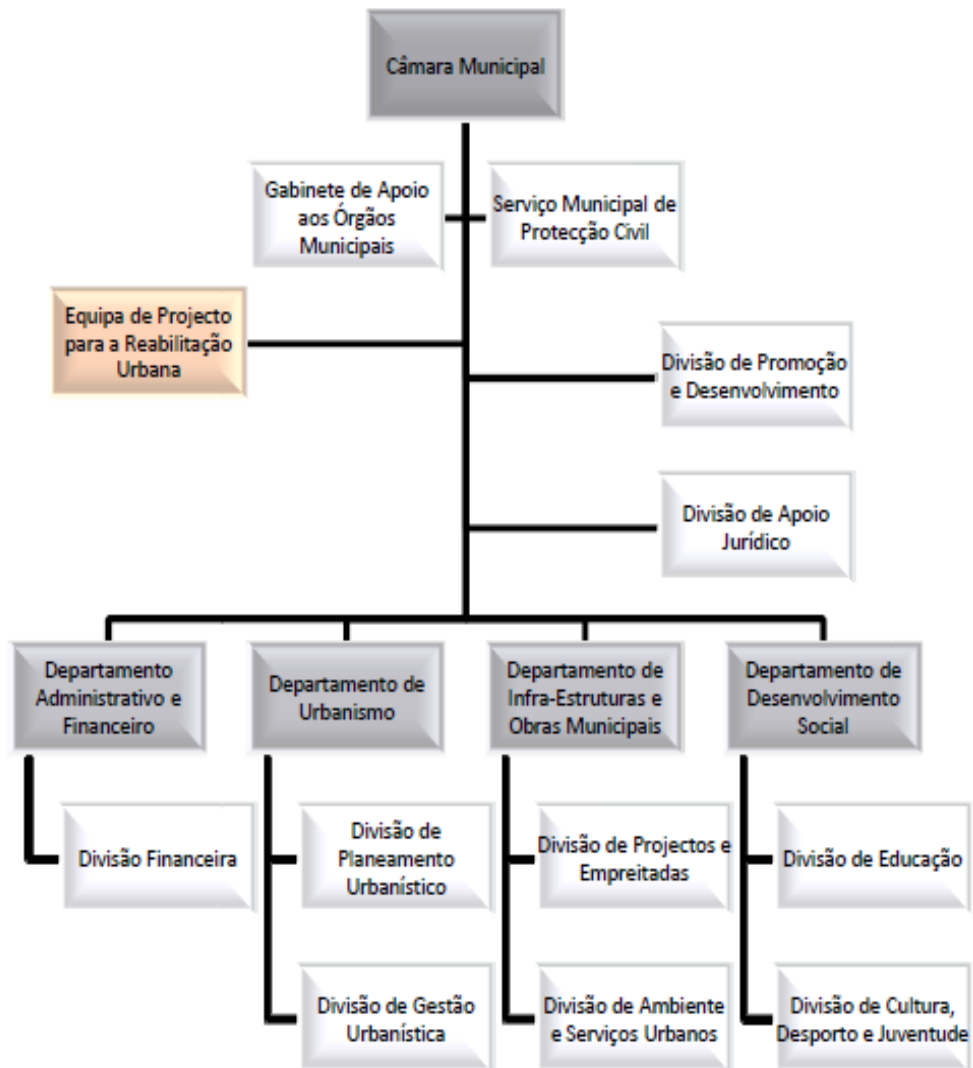 Câmara Municipal
Gabinete de Apoio
aos Órgãos
Municipais
Serviço Municipal de
Protecção Civil
Equipa de Projecto
para a Reabilitação
Urbana
Divisão de Promoção
e Desenvolvimento
Divisão de Apoio
Jurídico
Departamento
Administrativo e
Financeiro
Departamento de
Urbanismo
Departamento de
Infra-Estruturas e
Obras Municipais
Departamento de
Desenvolvimento
Social
Divisão Financeira
Divisão de
Planeamento
Urbanístico
Divisão de Projectos e
Empreitadas
Divisão de Educação
Divisão de Gestão
Urbanística
Divisão de Ambiente
e Serviços Urbanos
Divisão de Cultura,
Desporto e Juventude